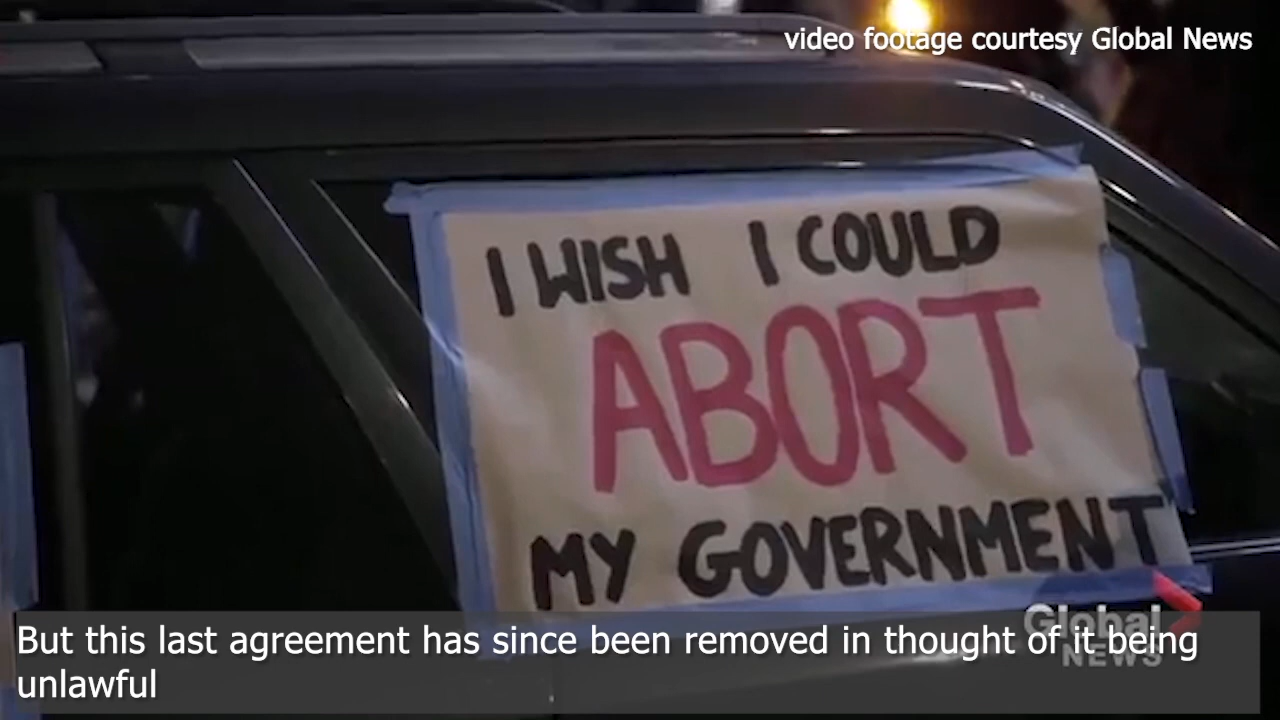 video footage courtesy Global News
I WISH I COULD
ABORT
MY GOVERNMENT
Global
NEWS
But this last agreement has since been removed in thought of it being
unlawful